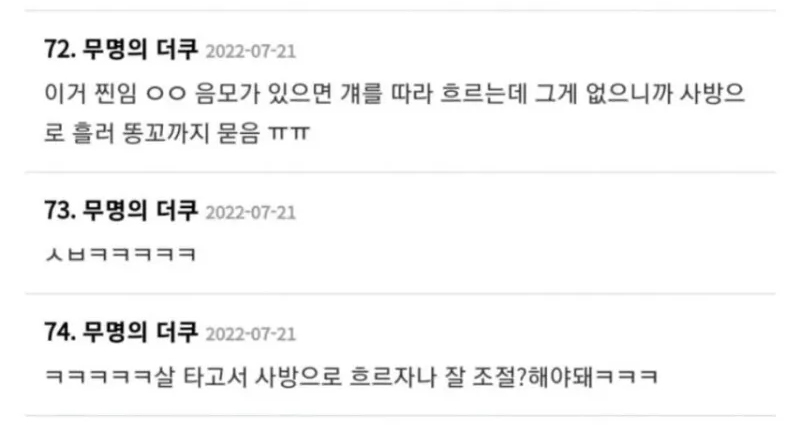 72. 무명의 더쿠 2022-07-21
이거 찐임 ㅇㅇ 음모가 있으면 걔를 따라 흐르는데 그게 없으니까 사방으
로 흘러 똥꼬까지 묻음 ㅠㅠ
73. 무명의 더쿠 2022-07-21
ㅅㅂㅋㅋㅋㅋㅋ
74. 무명의 더쿠 2022-07-21
ㅋㅋㅋㅋㅋ살 타고서 사방으로 흐르자나 잘 조절?해야돼ㅋㅋㅋ